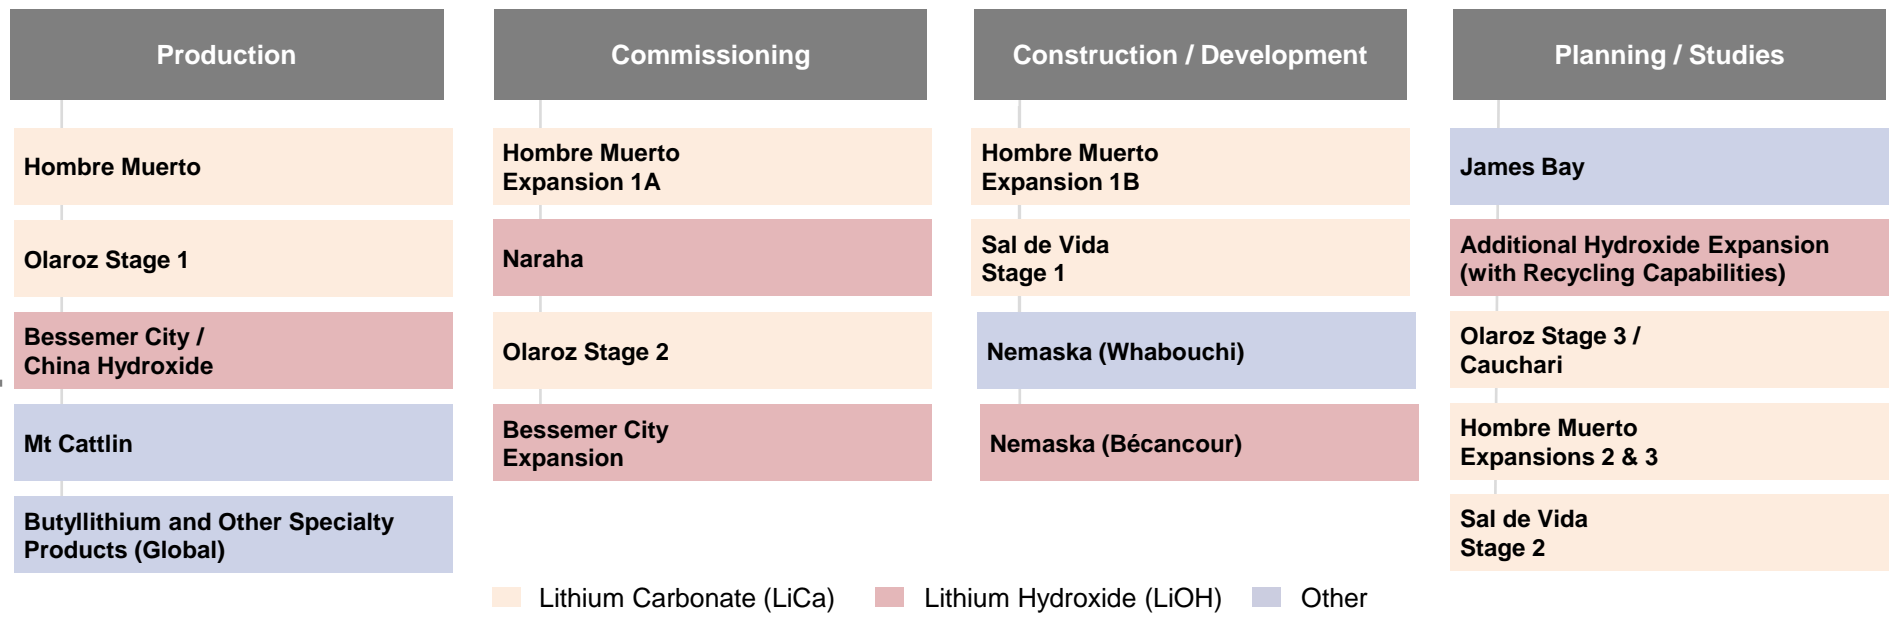 Production
Hombre Muerto
Olaroz Stage 1
Bessemer City /
China Hydroxide
Mt Cattlin
Butyllithium and Other Specialty
Products (Global)
Commissioning
Hombre Muerto
Expansion 1A
Naraha
Olaroz Stage 2
Bessemer City
Expansion
Construction / Development
Hombre Muerto
Expansion 1B
Sal de Vida
Stage 1
Nemaska (Whabouchi)
Nemaska (Bécancour)
Planning / Studies
James Bay
Additional Hydroxide Expansion
(with Recycling Capabilities)
Olaroz Stage 3 /
Cauchari
Hombre Muerto
Expansions 2 & 3
Sal de Vida
Stage 2
Lithium Carbonate (LiCa)
Lithium Hydroxide (LiOH)
Other